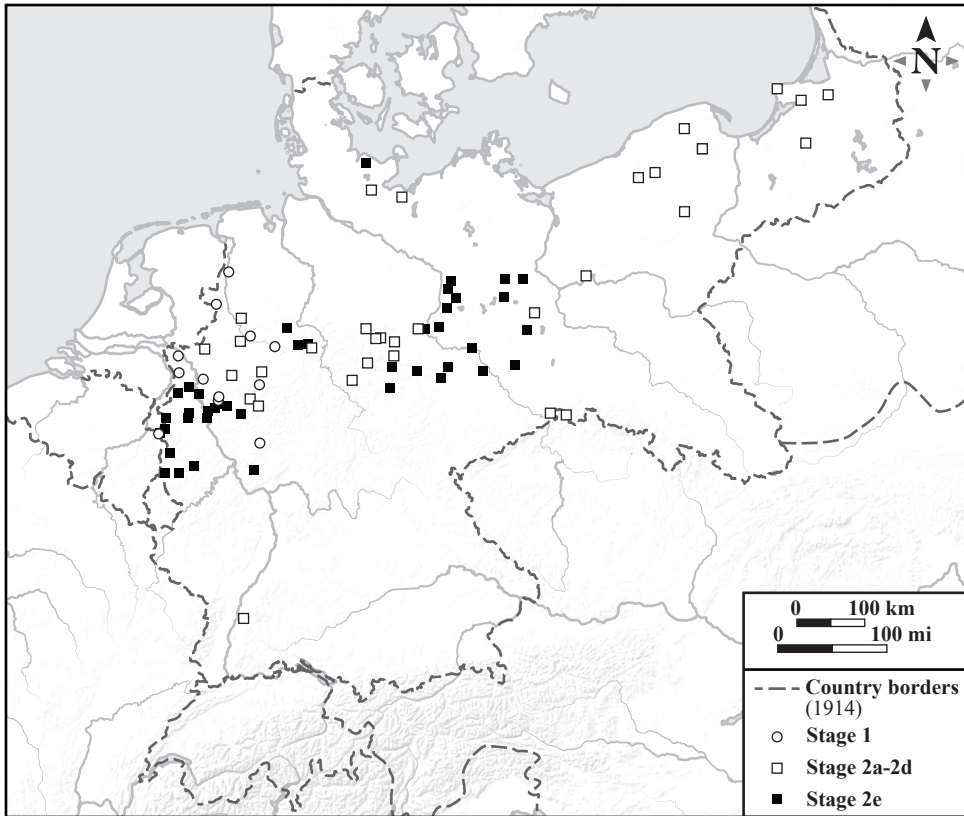 N
0 100 km
0 100 mi
Country borders
(1914)
Stage 1
Stage 2a-2d
Stage 2e